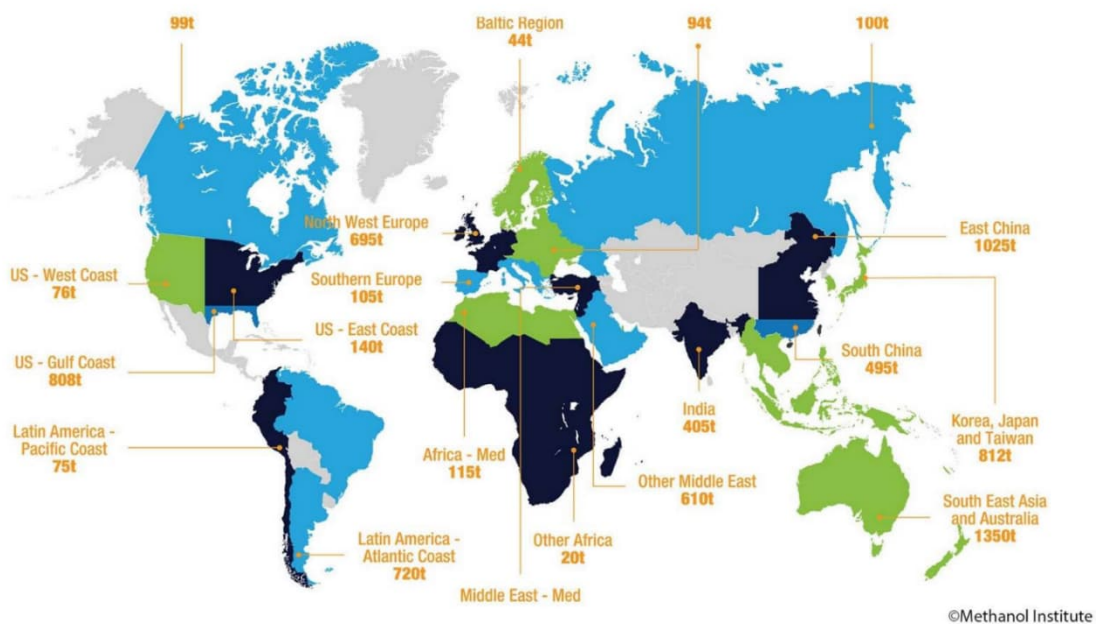 99t
Baltic Region
44t
94t
100t
North West Europe
695t
East China
1025t
US - West Coast
76t
Southern Europe
105t
US - East Coast
140t
US - Gulf Coast
808t
South China
495t
India
405t
Latin America -
Pacific Coast
75t
Africa - Med
115t
Korea, Japan
and Taiwan
812t
Other Middle East
610t
South East Asia
and Australia
1350t
Latin America -
Atlantic Coast
720t
Other Africa
20t
Middle East - Med
©Methanol Institute